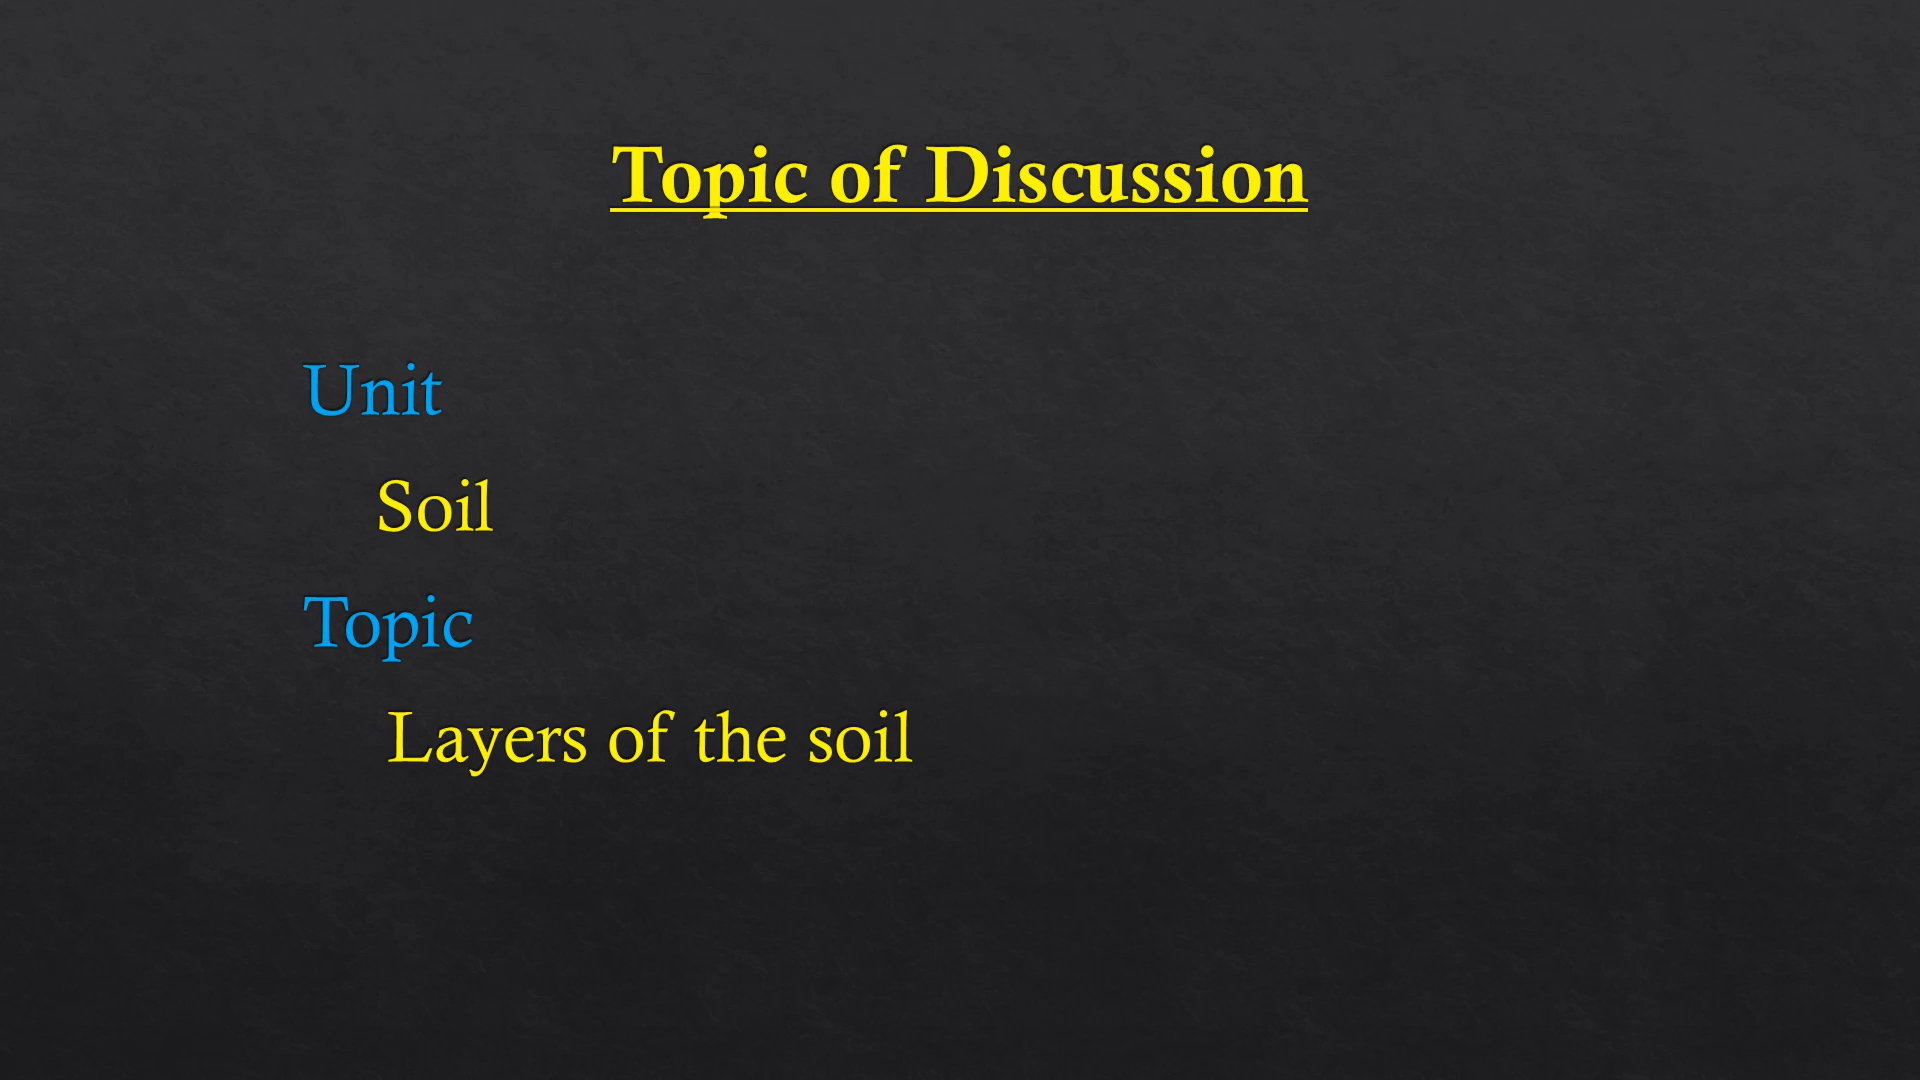 Topic of Discussion
Unit
Soil
Topic
Layers of the soil